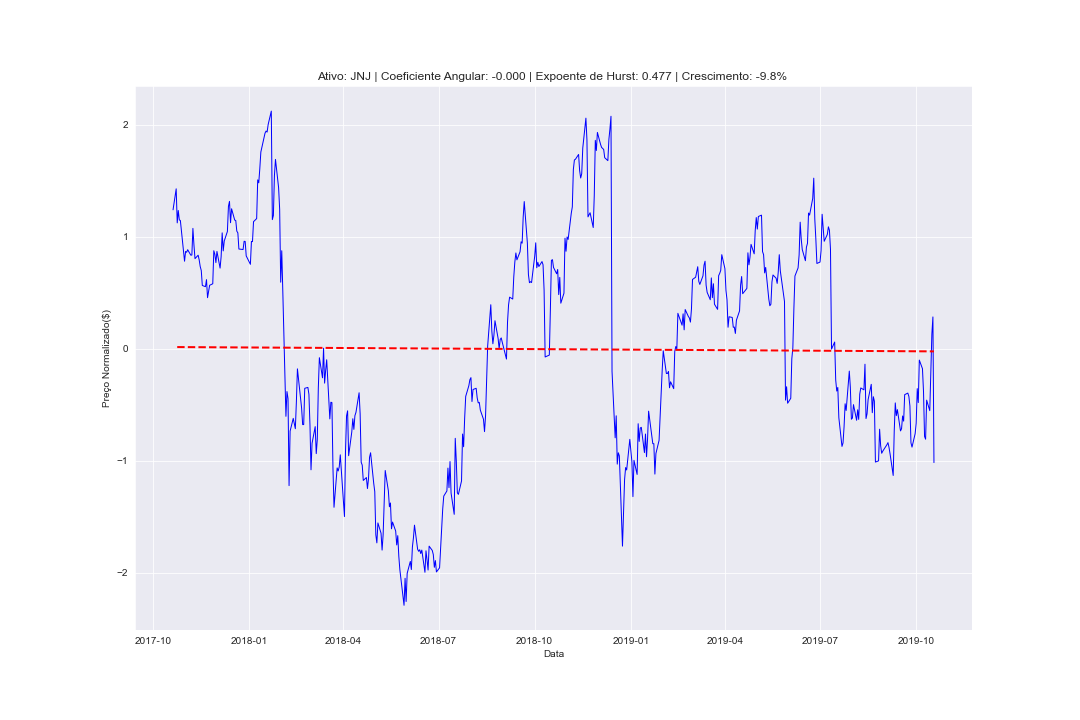 Ativo: JNJ | Coeficiente Angular: -0.000 | Expoente de Hurst: 0.477 | Crescimento: -9.8%
Preço Normalizado($)
2
1
0
−1
−2
2017-10 2018-01 2018-04 2018-07 2018-10 2019-01 2019-04 2019-07 2019-10
Data